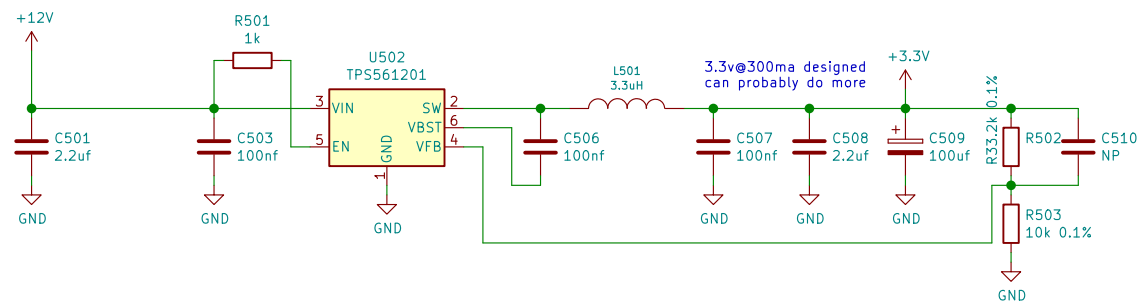 +12V
R501
1k
U502
TPS561201
L501
3.3uH
3.3v@300ma designed
can probably do more
+3.3V
3
VIN
SW
2
VBST
6
5
EN
VFB
4
GND
1
C501
2.2uf
C503
100nf
C506
100nf
C507
100nf
C508
2.2uf
+
C509
100uf
R33.2k 0.1%
R502
C510
NP
R503
10k 0.1%
GND
GND
GND
GND
GND
GND
GND